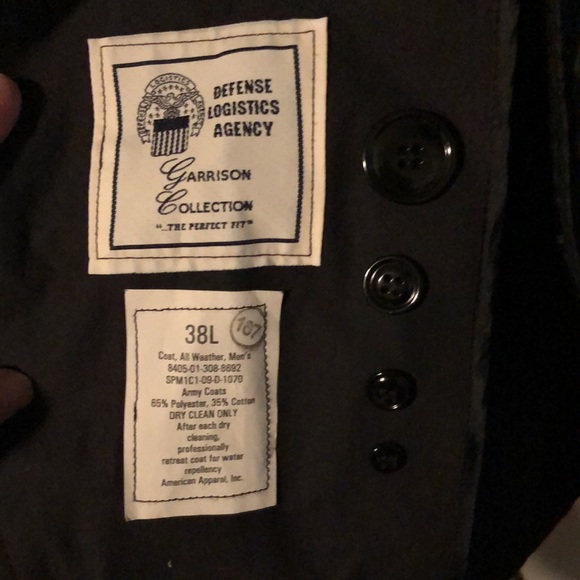 DEFENSE
LOGISTICS
AGENCY
GARRISON
COLLECTION
"...THE PERFECT FIT"
38L
187
Coat, All Weather, Men's
8405-01-308-8692
SPM1C1-09-D-1070
Army Coats
65% Polyester, 35% Cotton
DRY CLEAN ONLY
After each dry
cleaning,
professionally
retreat coat for water
repellency
American Apparel, Inc.